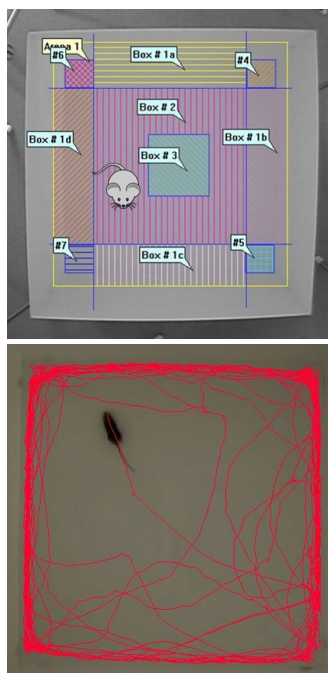 Arena 1
#6
Box # 1a
#4
Box # 2
Box # 1d
Box # 1b
Box # 3
#7
#5
Box # 1c